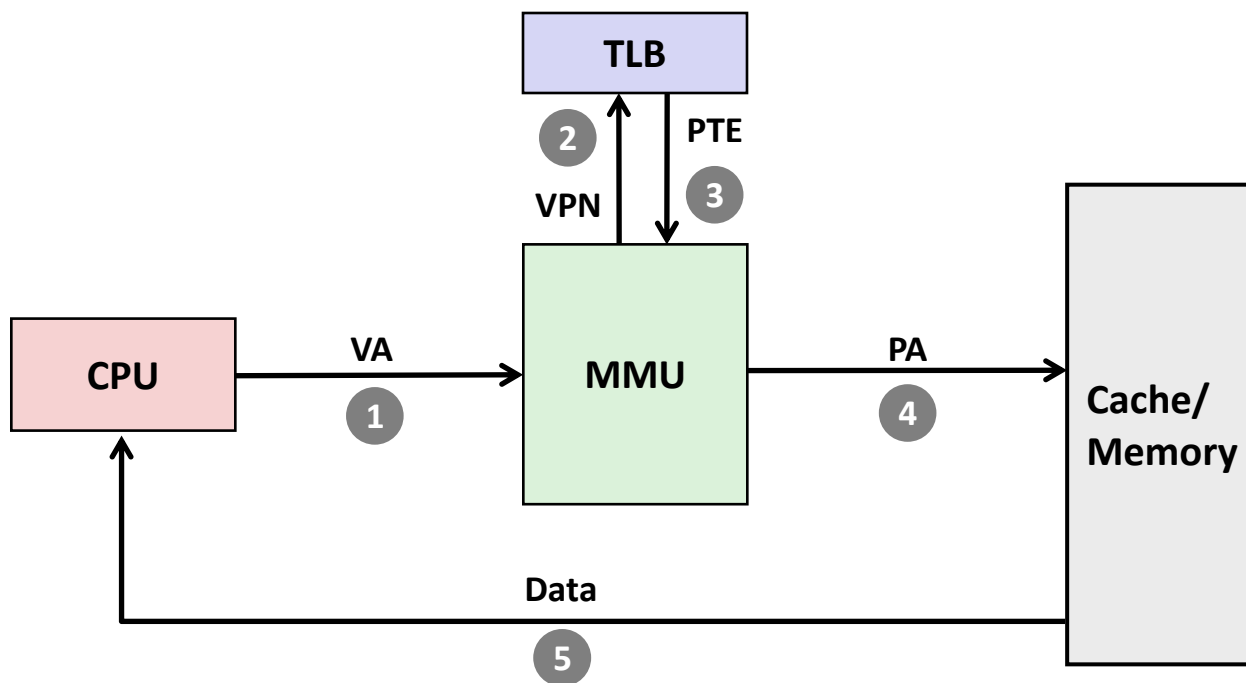 TLB
2
PTE
VPN
3
CPU
VA
1
MMU
PA
4
Cache/
Memory
Data
5